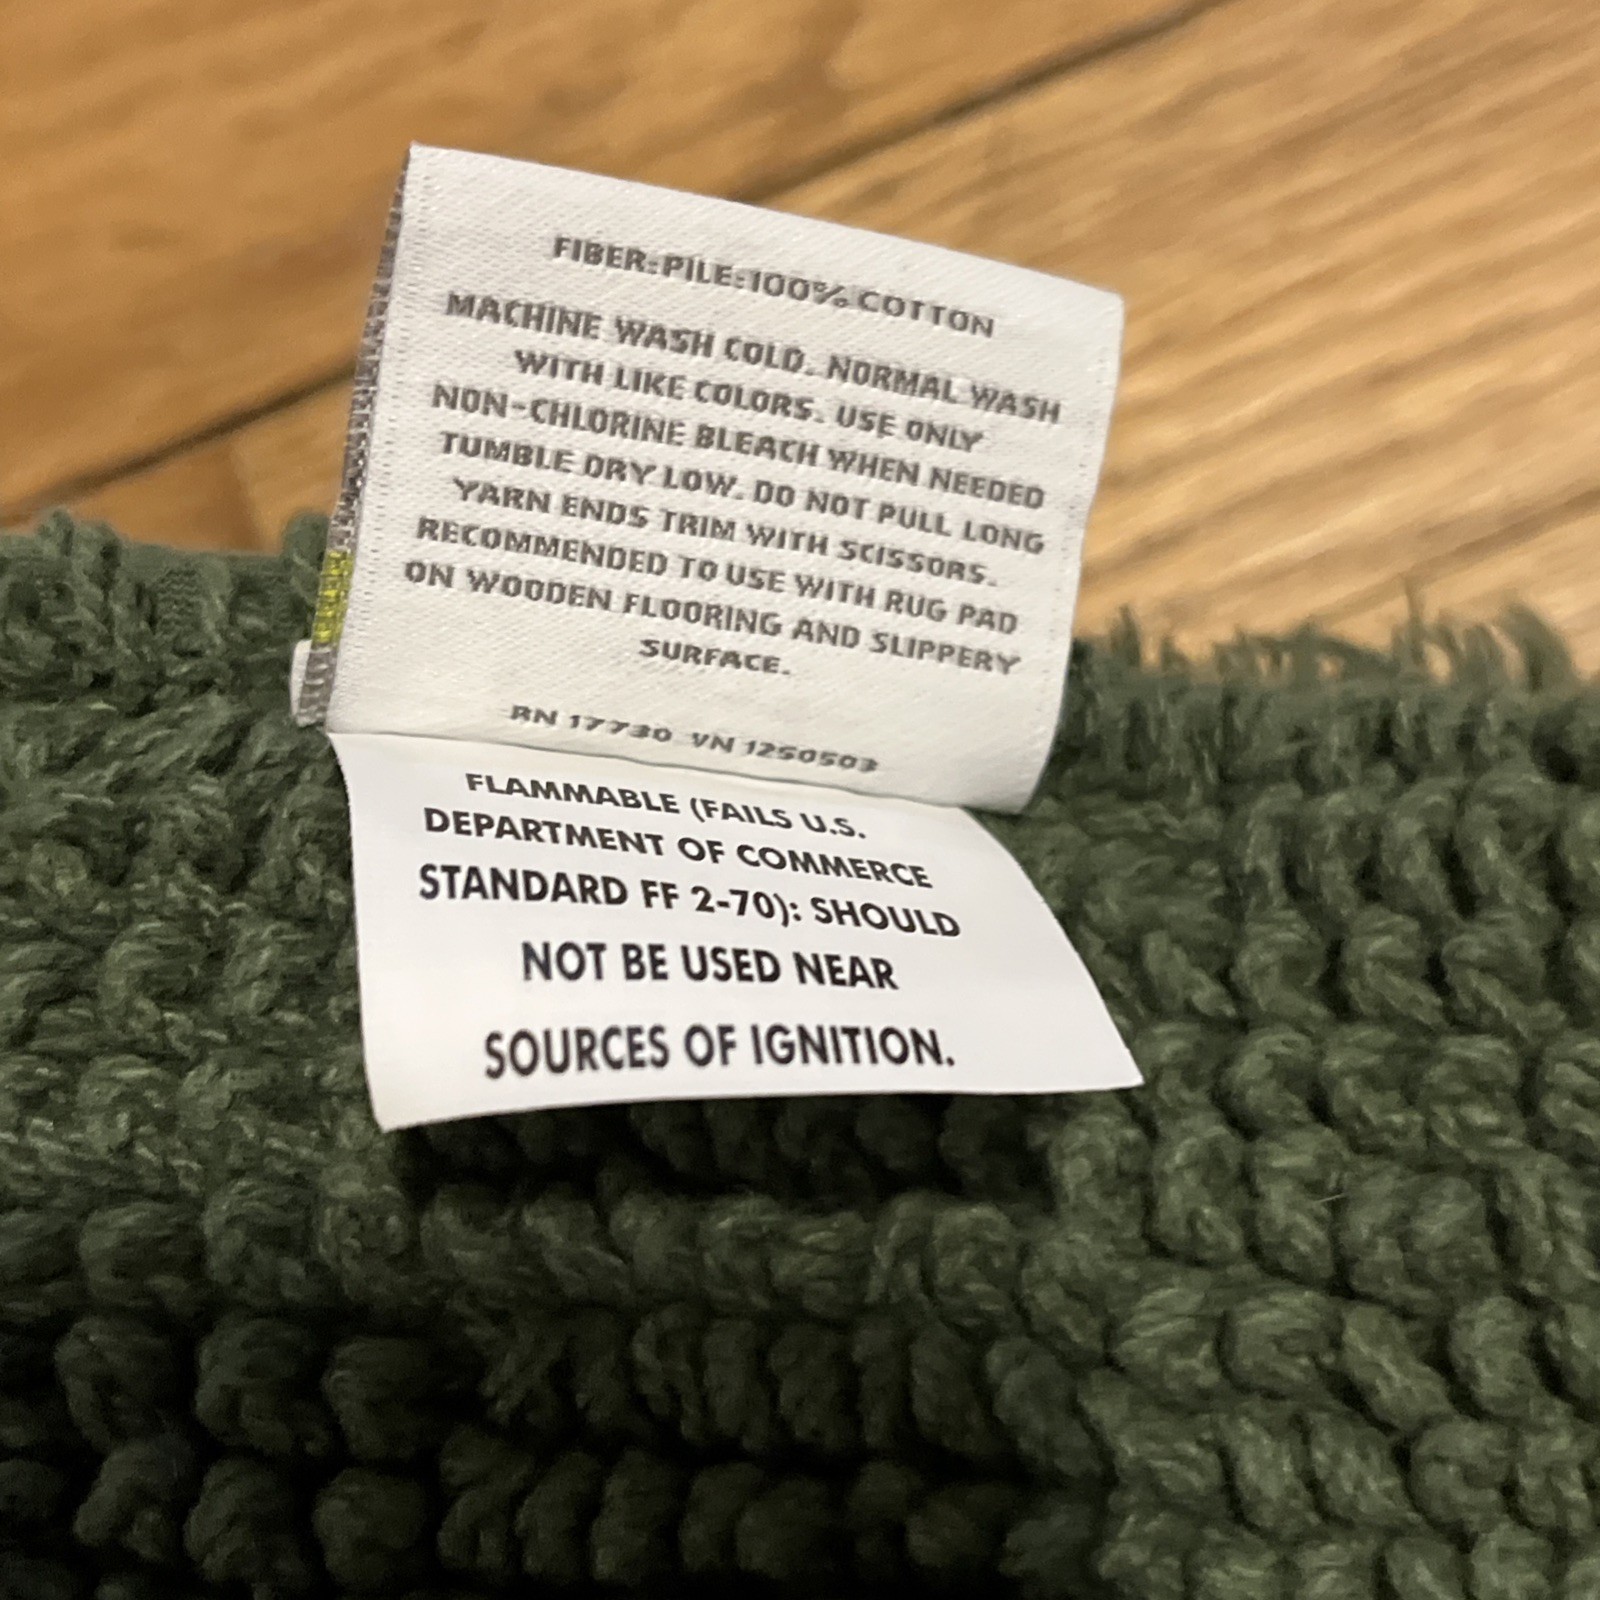 FIBER:PILE:100% COTTON
MACHINE WASH COLD. NORMAL WASH
WITH LIKE COLORS. USE ONLY
NON-CHLORINE BLEACH WHEN NEEDED
TUMBLE DRY LOW. DO NOT PULL LONG
YARN ENDS TRIM WITH SCISSORS.
RECOMMENDED TO USE WITH RUG PAD
ON WOODEN FLOORING AND SLIPPERY
SURFACE.
RN 17730 VN 1250503
FLAMMABLE (FAILS U.S.
DEPARTMENT OF COMMERCE
STANDARD FF 2-70): SHOULD
NOT BE USED NEAR
SOURCES OF IGNITION.